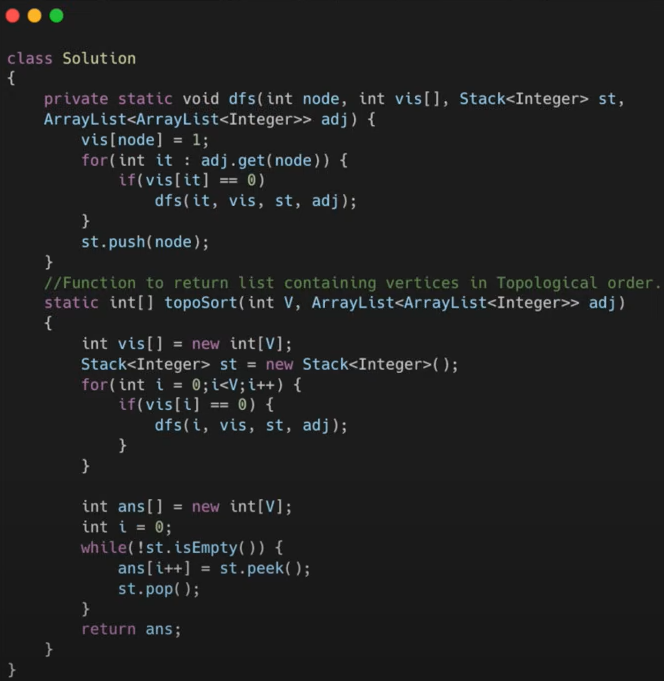 class Solution
{
    private static void dfs(int node, int vis[], Stack<Integer> st,
    ArrayList<ArrayList<Integer>> adj) {
        vis[node] = 1;
        for(int it : adj.get(node)) {
            if(vis[it] == 0)
                dfs(it, vis, st, adj);
        }
        st.push(node);
    }
    //Function to return list containing vertices in Topological order.
    static int[] topoSort(int V, ArrayList<ArrayList<Integer>> adj)
    {
        int vis[] = new int[V];
        Stack<Integer> st = new Stack<Integer>();
        for(int i = 0;i<V;i++) {
            if(vis[i] == 0) {
                dfs(i, vis, st, adj);
            }
        }

        int ans[] = new int[V];
        int i = 0;
        while(!st.isEmpty()) {
            ans[i++] = st.peek();
            st.pop();
        }
        return ans;
    }
}